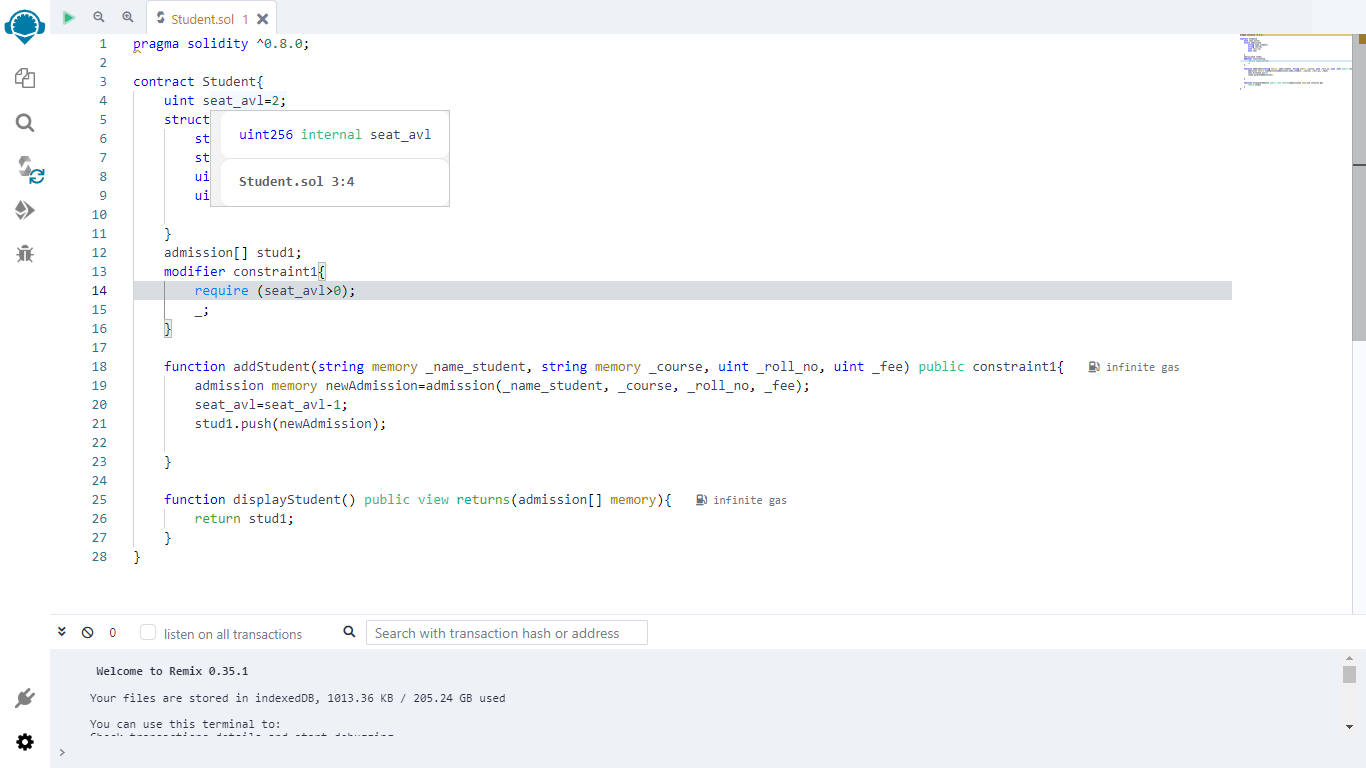 Student.sol 1
1 pragma solidity ^0.8.0;
2
3 contract Student{
4 uint seat_avl=2;
5 struct
uint256 internal seat_avl
6 st
7 st
8 ui
Student.sol 3:4
9 ui
10
11 }
12 admission[] stud1;
13 modifier constraint1{
14 require (seat_avl>0);
15 _;
16 }
17
18 function addStudent(string memory _name_student, string memory _course, uint _roll_no, uint _fee) public constraint1{ infinite gas
19 admission memory newAdmission=admission(_name_student, _course, _roll_no, _fee);
20 seat_avl=seat_avl-1;
21 stud1.push(newAdmission);
22
23 }
24
25 function displayStudent() public view returns(admission[] memory){ infinite gas
26 return stud1;
27 }
28 }
0 listen on all transactions Search with transaction hash or address
Welcome to Remix 0.35.1
Your files are stored in indexedDB, 1013.36 KB / 205.24 GB used
You can use this terminal to:
Check transactions details and start debugging
>